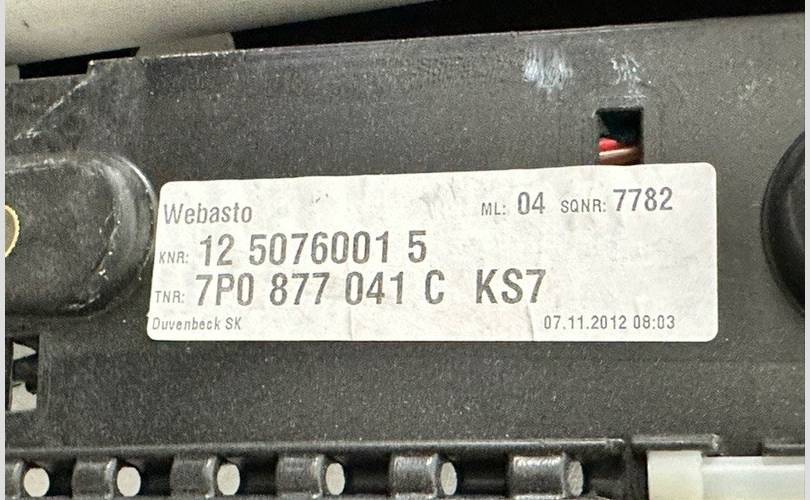 Webasto ML: 04 SQNR: 7782
KNR: 12 5076001 5
TNR: 7P0 877 041 C KS7
Duvenbeck SK 07.11.2012 08:03